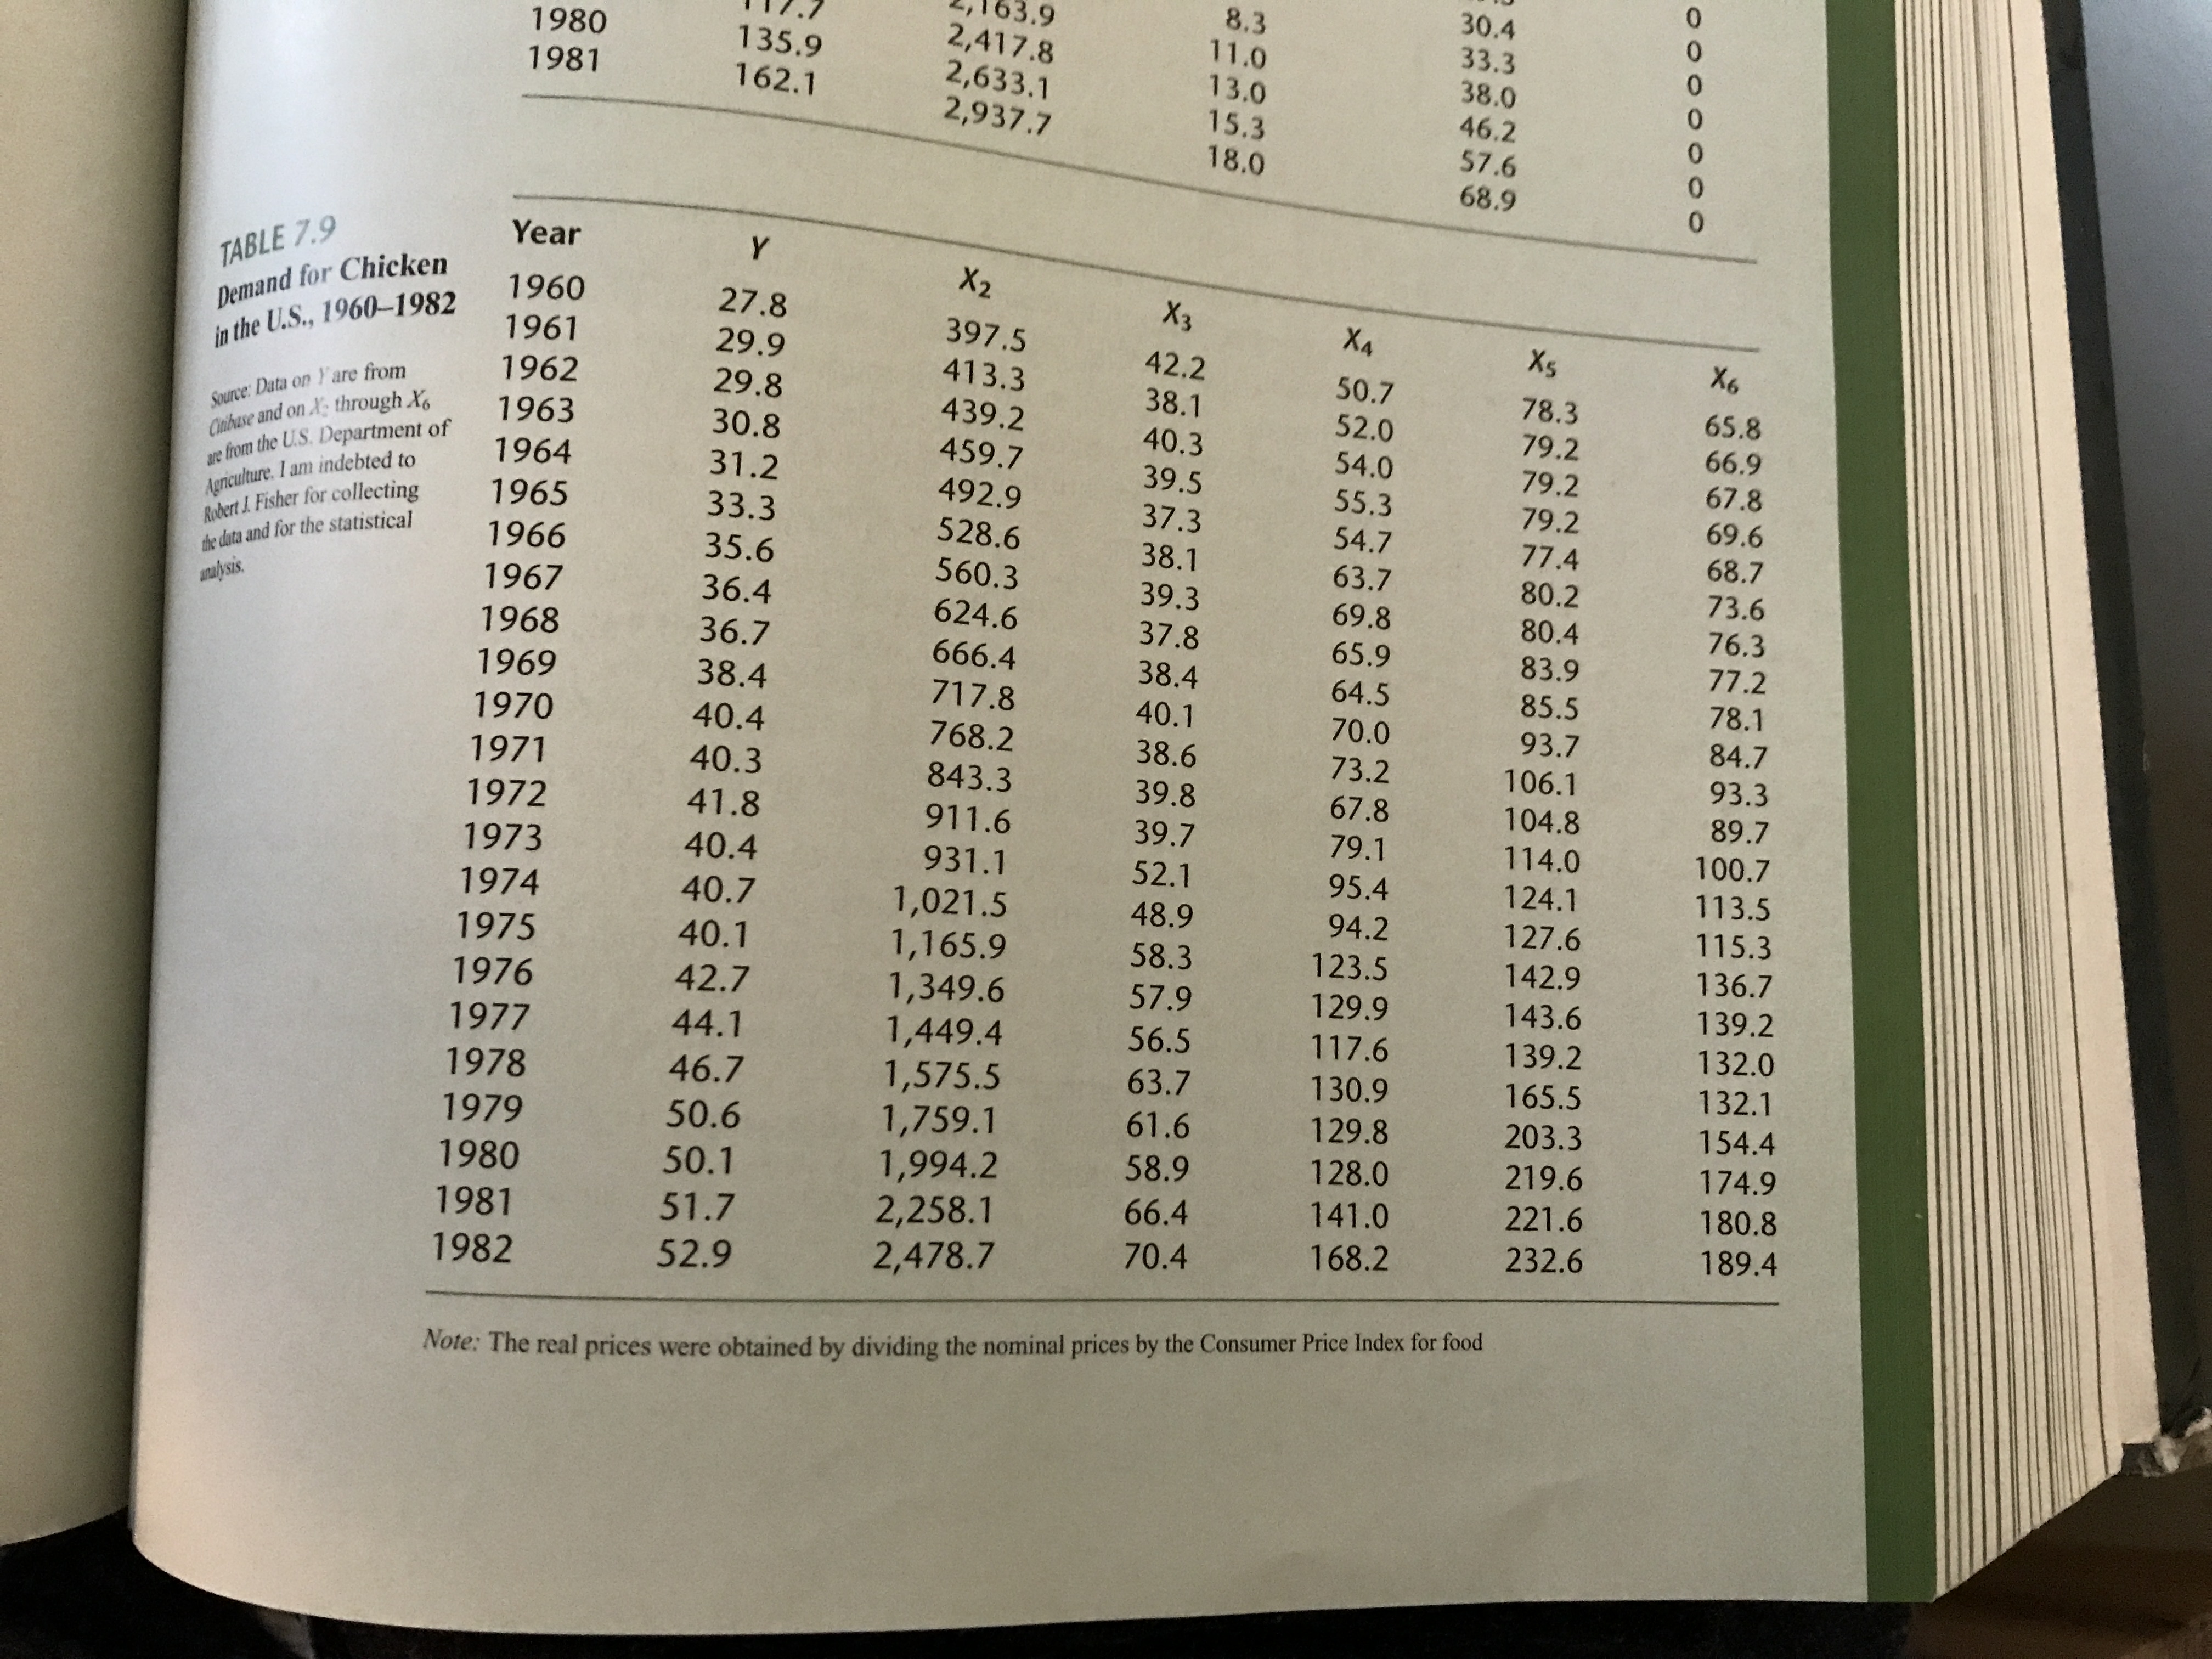 117.7 2,163.9 8.3 30.4 0
1980 135.9 2,417.8 11.0 33.3 0
1981 162.1 2,633.1 13.0 38.0 0
2,937.7 15.3 46.2 0
18.0 57.6 0
68.9 0
0
TABLE 7.9
Demand for Chicken
in the U.S., 1960–1982
Source: Data on Y are from
Citibase and on X2 through X6
are from the U.S. Department of
Agriculture. I am indebted to
Robert J. Fisher for collecting
the data and for the statistical
analysis.
Year Y X2 X3 X4 X5 X6
1960 27.8 397.5 42.2 50.7 78.3 65.8
1961 29.9 413.3 38.1 52.0 79.2 66.9
1962 29.8 439.2 40.3 54.0 79.2 67.8
1963 30.8 459.7 39.5 55.3 79.2 69.6
1964 31.2 492.9 37.3 54.7 77.4 68.7
1965 33.3 528.6 38.1 63.7 80.2 73.6
1966 35.6 560.3 39.3 69.8 80.4 76.3
1967 36.4 624.6 37.8 65.9 83.9 77.2
1968 36.7 666.4 38.4 64.5 85.5 78.1
1969 38.4 717.8 40.1 70.0 93.7 84.7
1970 40.4 768.2 38.6 73.2 106.1 93.3
1971 40.3 843.3 39.8 67.8 104.8 89.7
1972 41.8 911.6 39.7 79.1 114.0 100.7
1973 40.4 931.1 52.1 95.4 124.1 113.5
1974 40.7 1,021.5 48.9 94.2 127.6 115.3
1975 40.1 1,165.9 58.3 123.5 142.9 136.7
1976 42.7 1,349.6 57.9 129.9 143.6 139.2
1977 44.1 1,449.4 56.5 117.6 139.2 132.0
1978 46.7 1,575.5 63.7 130.9 165.5 132.1
1979 50.6 1,759.1 61.6 129.8 203.3 154.4
1980 50.1 1,994.2 58.9 128.0 219.6 174.9
1981 51.7 2,258.1 66.4 141.0 221.6 180.8
1982 52.9 2,478.7 70.4 168.2 232.6 189.4
Note: The real prices were obtained by dividing the nominal prices by the Consumer Price Index for food